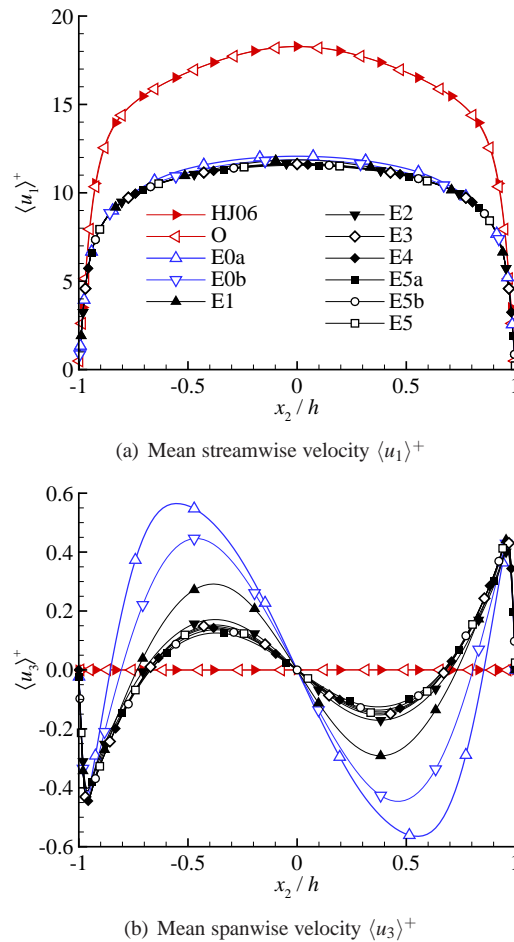 20
15
10
5
0
⟨u₁⟩⁺
HJ06
O
E0a
E0b
E1
E2
E3
E4
E5a
E5b
E5
-1
-0.5
0
0.5
1
x₂ / h
(a) Mean streamwise velocity ⟨u₁⟩⁺
0.6
0.4
0.2
0.0
-0.2
-0.4
-0.6
⟨u₃⟩⁺
-1
-0.5
0
0.5
1
x₂ / h
(b) Mean spanwise velocity ⟨u₃⟩⁺